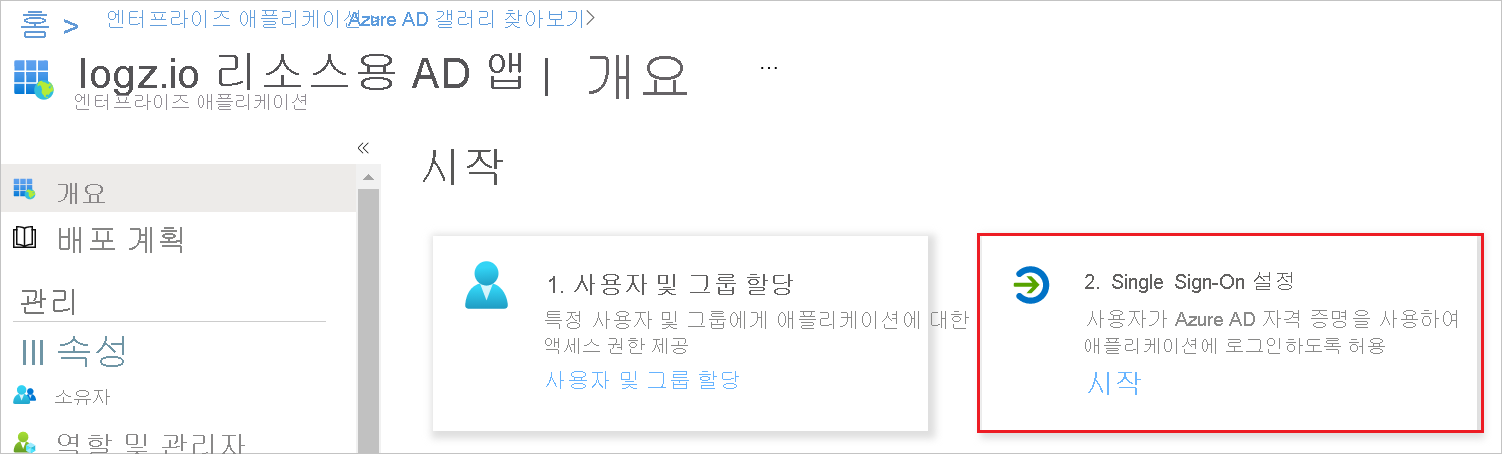 홈 > 엔터프라이즈 애플리케이션 Azure AD 갤러리 찾아보기>
logz.io 리소스용 AD 앱 | 개요 ...
엔터프라이즈 애플리케이션
«
개요
배포 계획
관리
속성
소유자
역할 및 관리자
시작
1. 사용자 및 그룹 할당
특정 사용자 및 그룹에게 애플리케이션에 대한
액세스 권한 제공
사용자 및 그룹 할당
2. Single Sign-On 설정
사용자가 Azure AD 자격 증명을 사용하여
애플리케이션에 로그인하도록 허용
시작